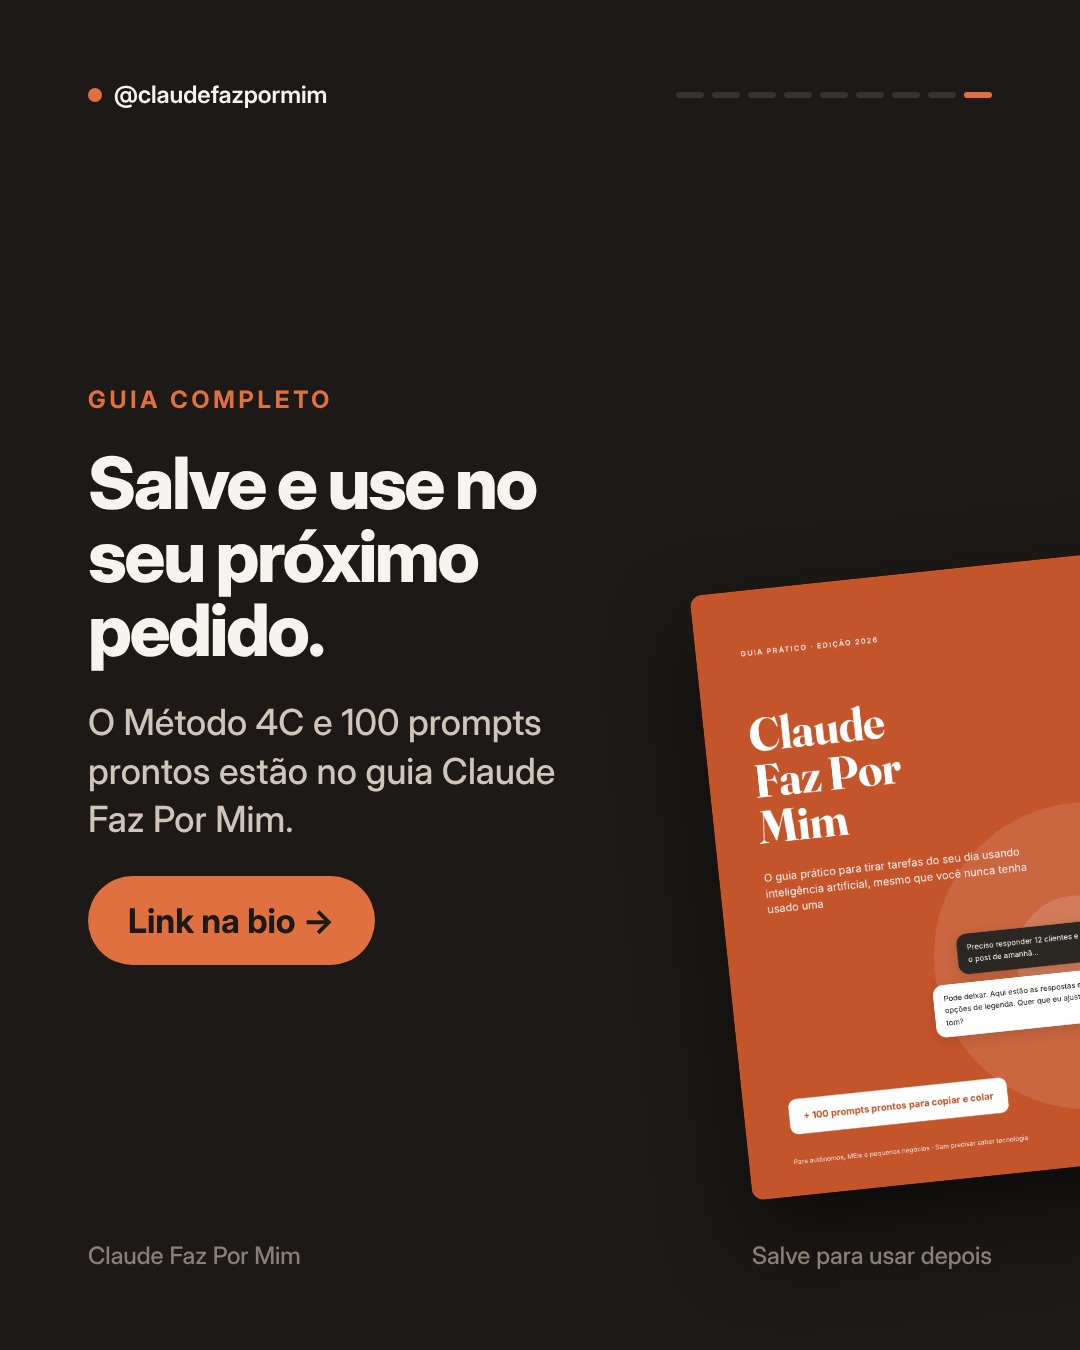 @claudefazpormim
GUIA COMPLETO
Salve e use no
seu próximo
pedido.
O Método 4C e 100 prompts
prontos estão no guia Claude
Faz Por Mim.
Link na bio →
GUIA PRÁTICO · EDIÇÃO 2026
Claude
Faz Por
Mim
O guia prático para tirar tarefas do seu dia usando
inteligência artificial, mesmo que você nunca tenha
usado uma
Preciso responder 12 clientes e
o post de amanhã...
Pode deixar. Aqui estão as respostas e
opções de legenda. Quer que eu ajust
tom?
+ 100 prompts prontos para copiar e colar
Para autônomos, MEIs e pequenos negócios · Sem precisar saber tecnologia
Claude Faz Por Mim
Salve para usar depois